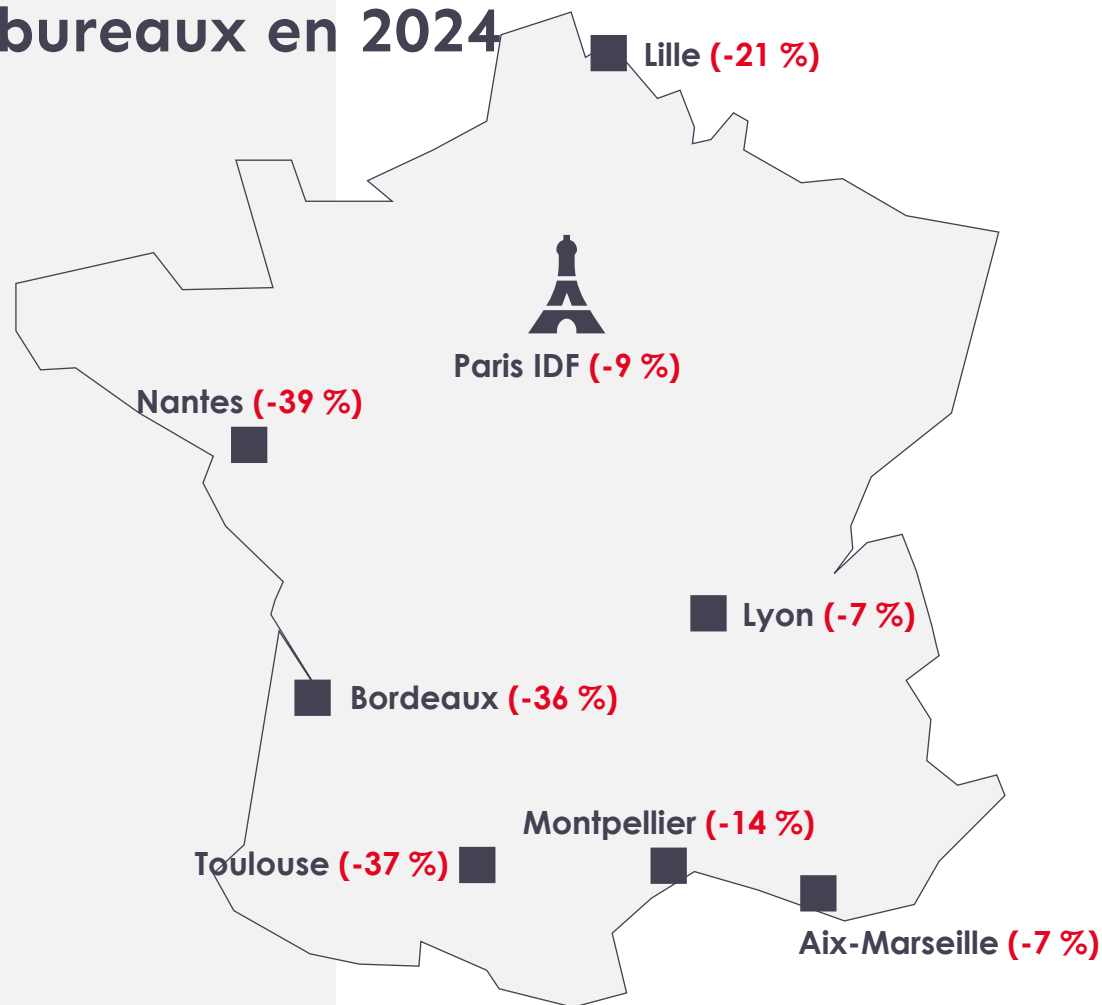 bureaux en 2024
Lille (-21 %)
Paris IDF (-9 %)
Nantes (-39 %)
Lyon (-7 %)
Bordeaux (-36 %)
Montpellier (-14 %)
Toulouse (-37 %)
Aix-Marseille (-7 %)